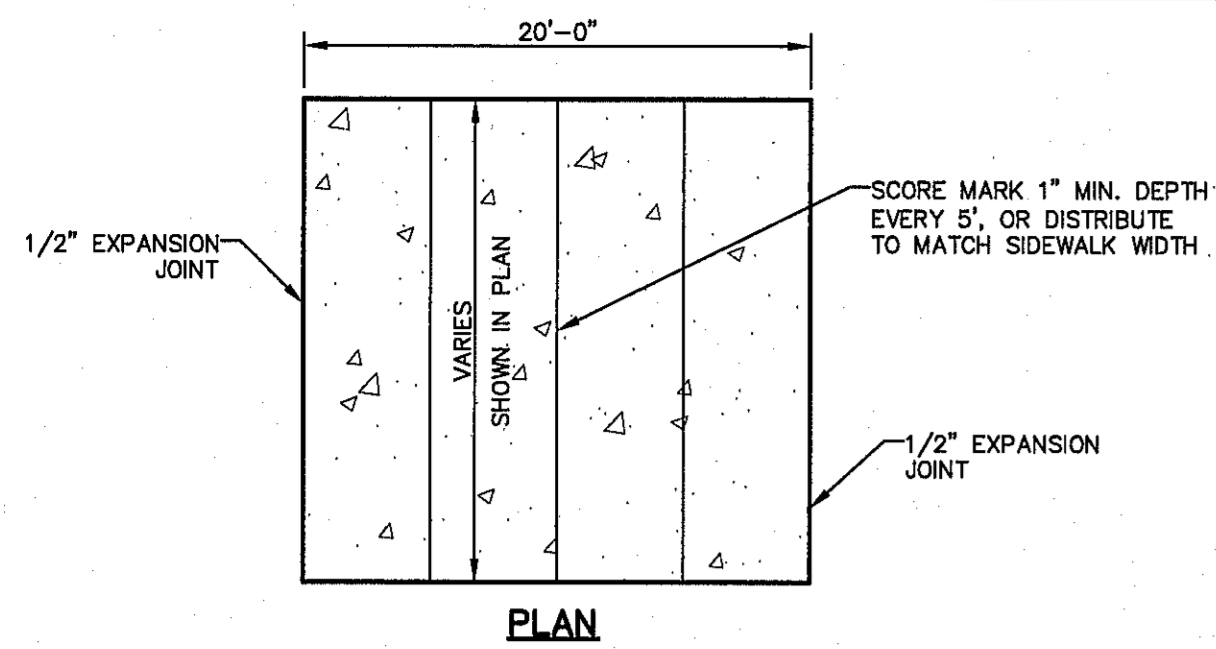 20'-0"
SCORE MARK 1" MIN. DEPTH
EVERY 5', OR DISTRIBUTE
TO MATCH SIDEWALK WIDTH
1/2" EXPANSION
JOINT
VARIES
SHOWN IN PLAN
1/2" EXPANSION
JOINT
PLAN